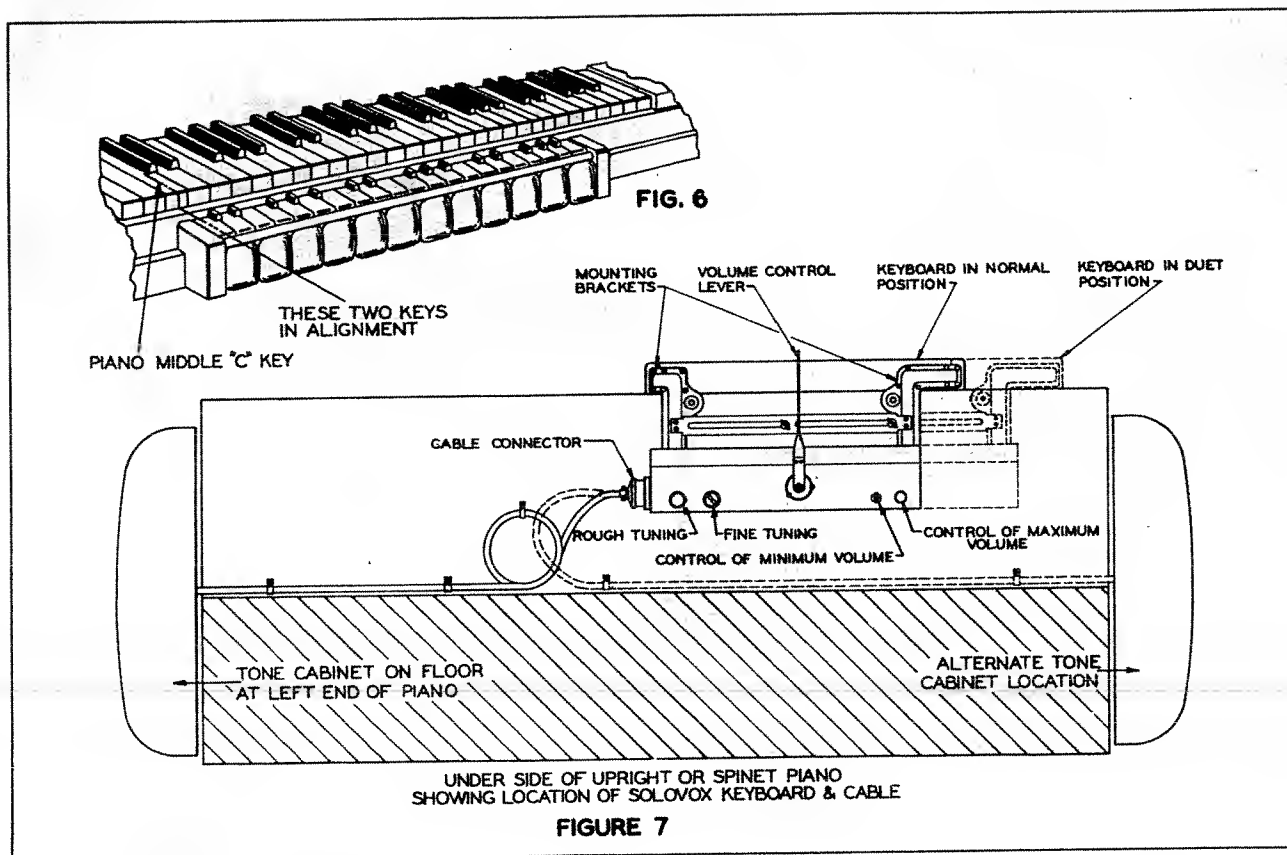 FIG. 6
THESE TWO KEYS
IN ALIGNMENT
PIANO MIDDLE "C" KEY
MOUNTING
BRACKETS
VOLUME CONTROL
LEVER
KEYBOARD IN NORMAL
POSITION
KEYBOARD IN DUET
POSITION
CABLE CONNECTOR
ROUGH TUNING
FINE TUNING
CONTROL OF MINIMUM VOLUME
CONTROL OF MAXIMUM
VOLUME
TONE CABINET ON FLOOR
AT LEFT END OF PIANO
ALTERNATE TONE
CABINET LOCATION
UNDER SIDE OF UPRIGHT OR SPINET PIANO
SHOWING LOCATION OF SOLOVOX KEYBOARD & CABLE
FIGURE 7